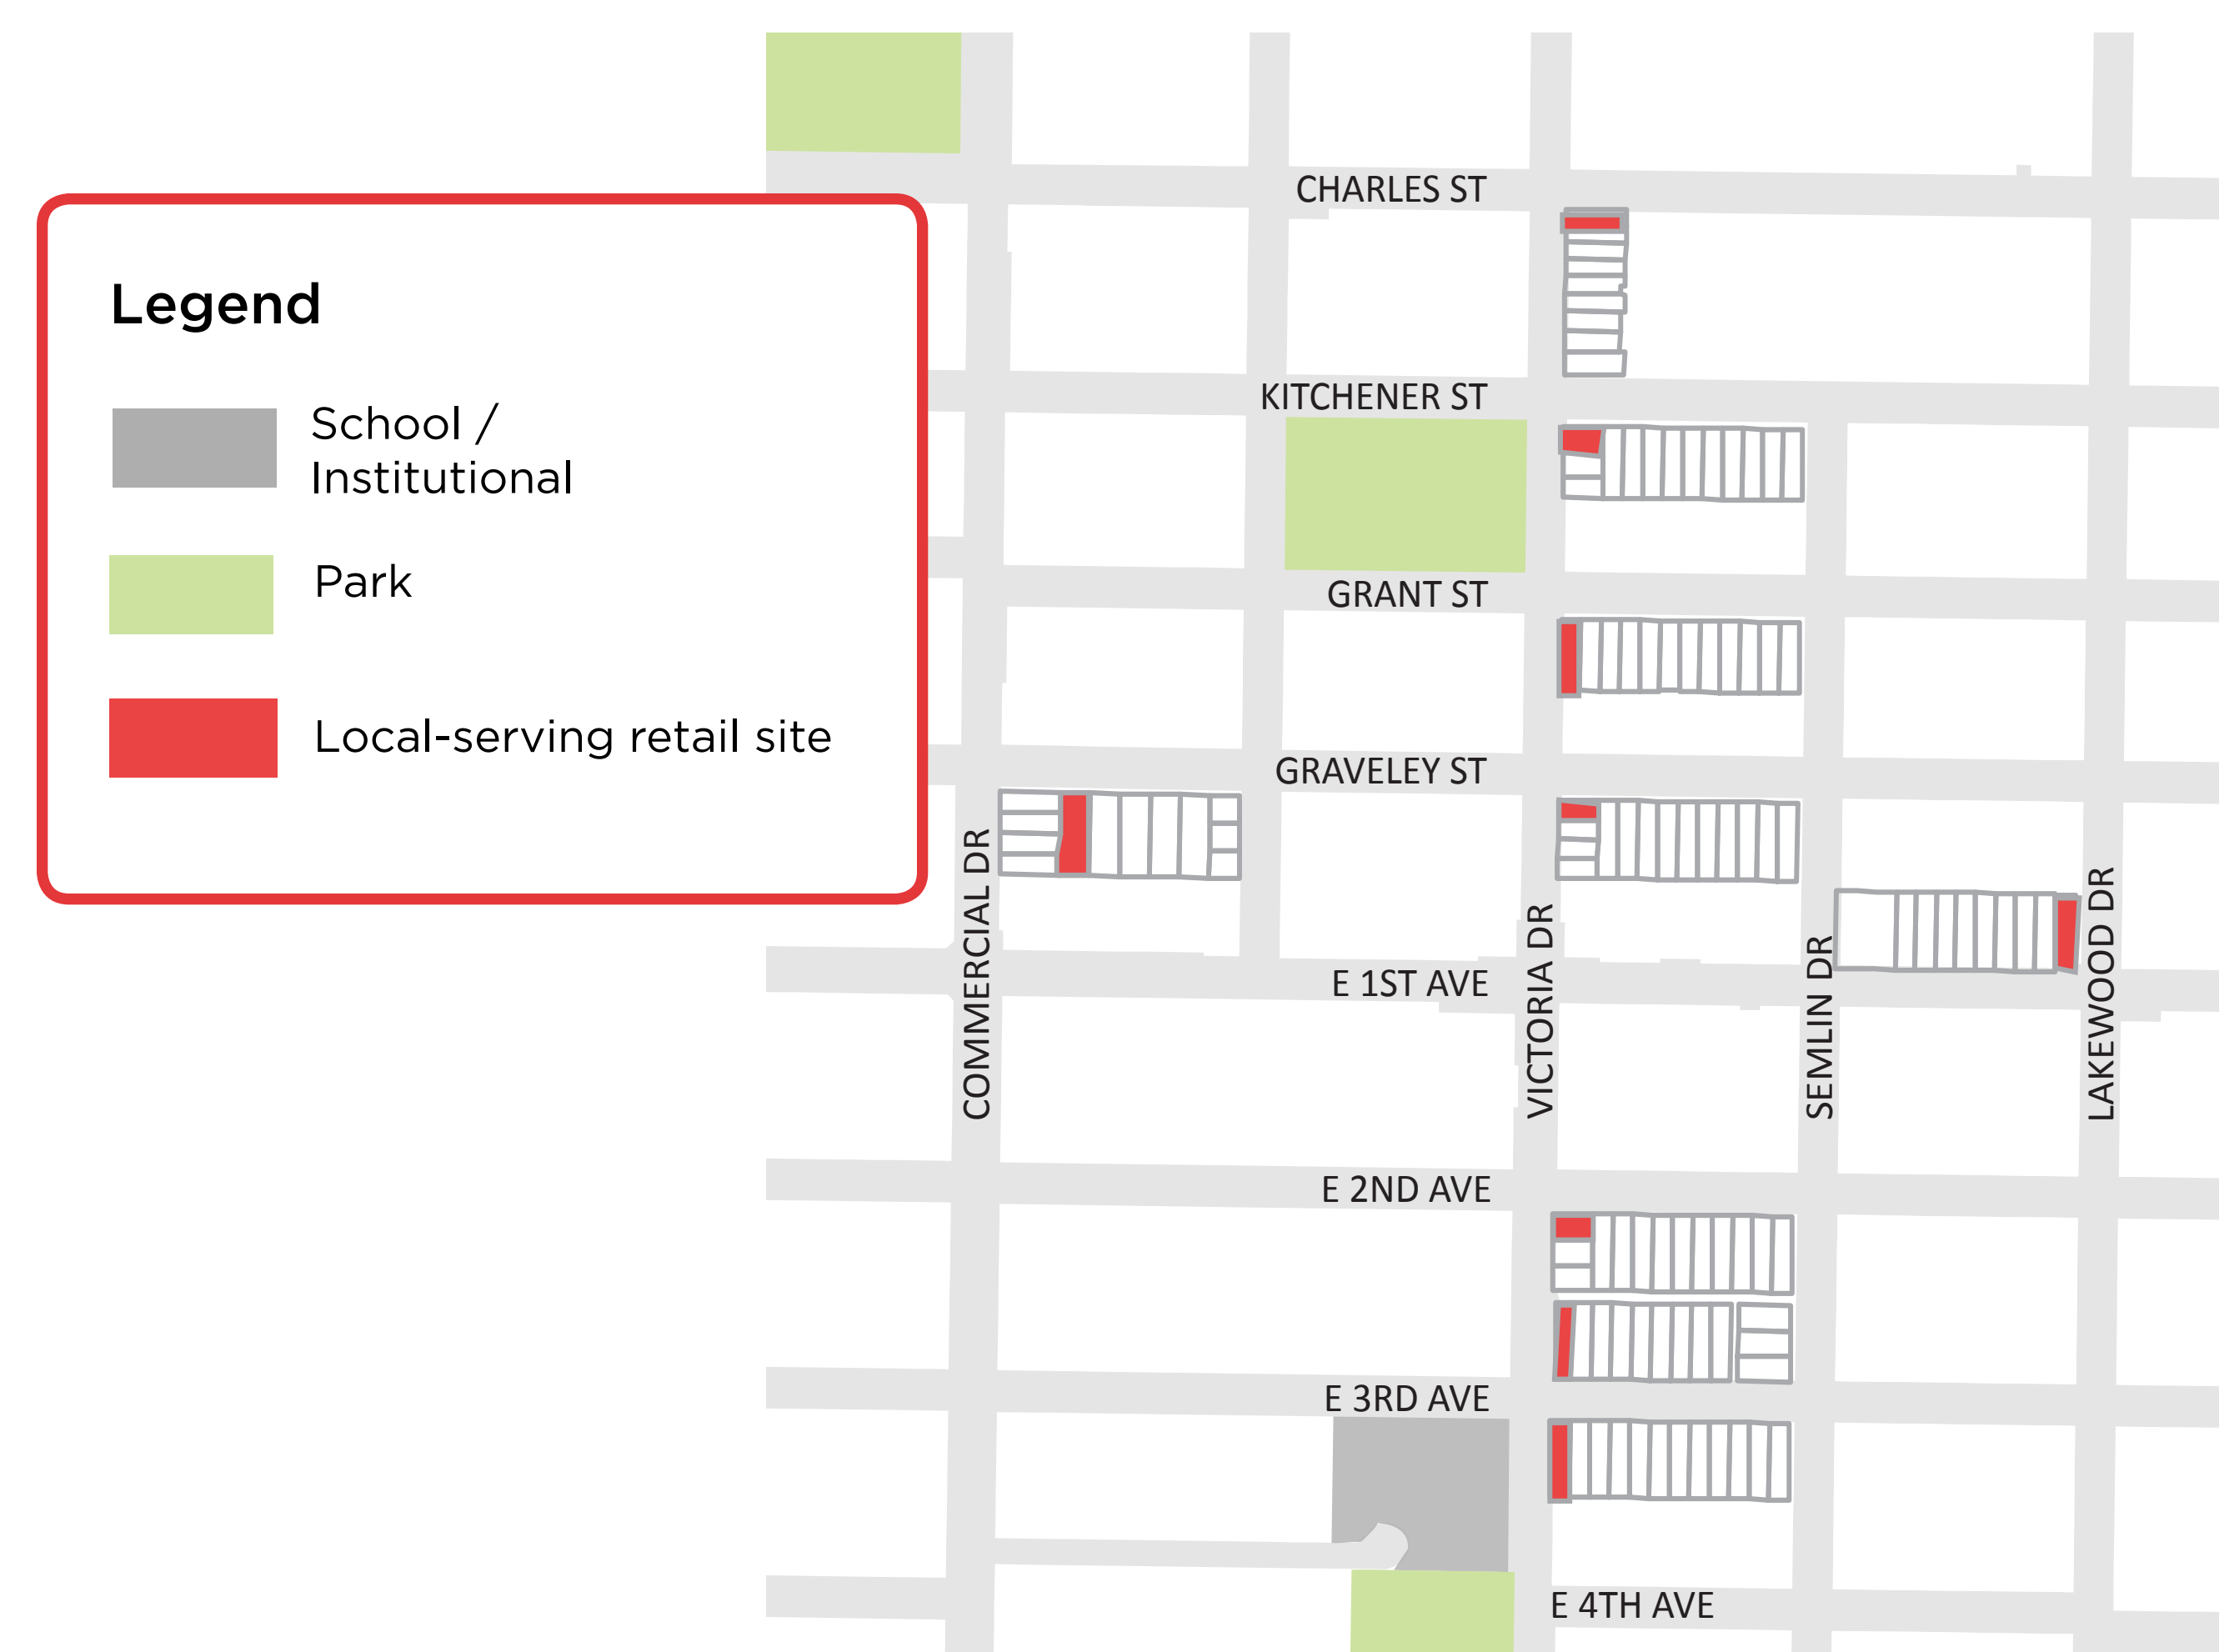 Legend
School /
Institutional
Park
Local-serving retail site
CHARLES ST
KITCHENER ST
GRANT ST
GRAVELEY ST
E 1ST AVE
E 2ND AVE
E 3RD AVE
E 4TH AVE
COMMERCIAL DR
VICTORIA DR
SEMLIN DR
LAKEWOOD DR